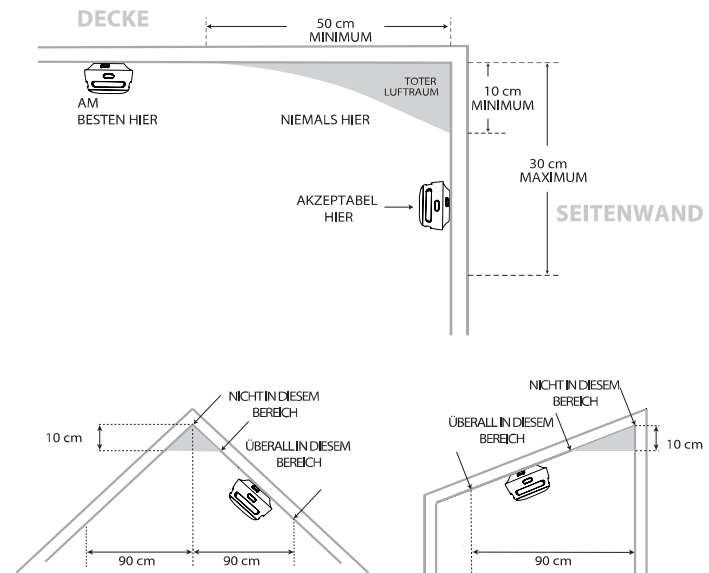 DECKE
50 cm
MINIMUM
TOTER
LUFTRAUM
10 cm
MINIMUM
AM
BESTEN HIER
NIEMALS HIER
30 cm
MAXIMUM
AKZEPTABEL
HIER
SEITENWAND
NICHT IN DIESEM
BEREICH
10 cm
ÜBERALL IN DIESEM
BEREICH
90 cm
90 cm
NICHT IN DIESEM
BEREICH
ÜBERALL IN DIESEM
BEREICH
10 cm
90 cm